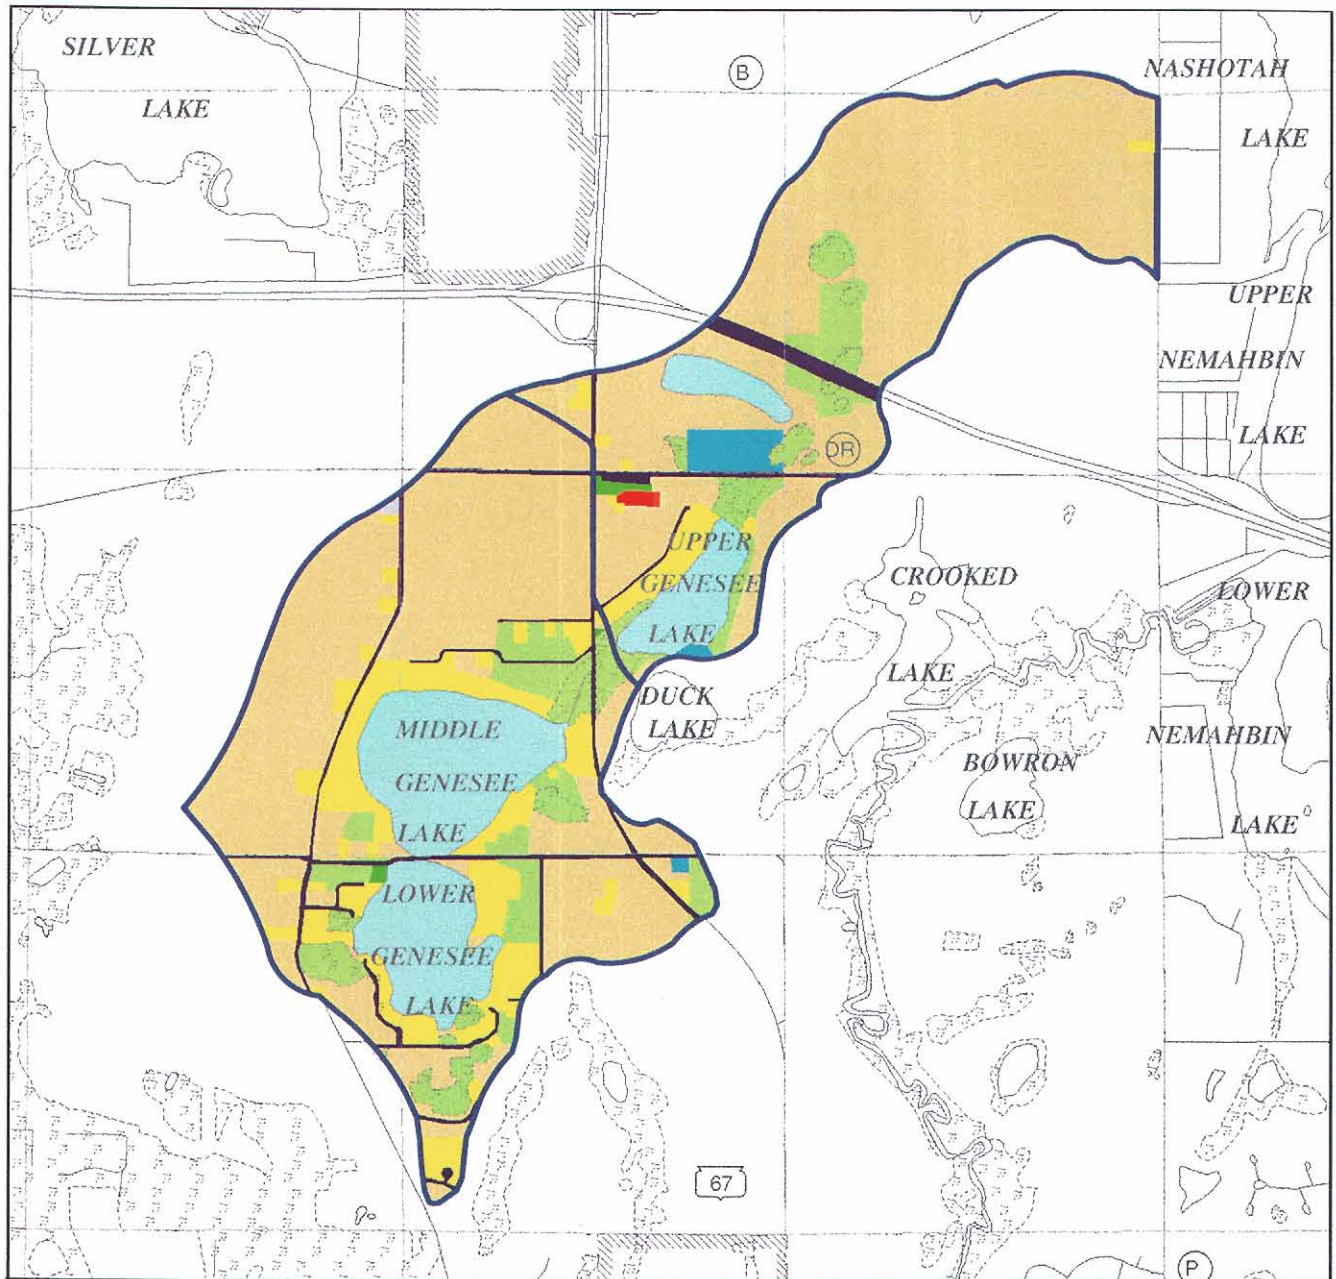 SILVER
LAKE
B
NASHOTAH
LAKE
UPPER
NEMAHBIN
LAKE
DR
UPPER
GENESEE
LAKE
CROOKED
LAKE
LOWER
NEMAHBIN
LAKE
DUCK
LAKE
BOWRON
LAKE
MIDDLE
GENESEE
LAKE
LOWER
GENESEE
LAKE
67
P